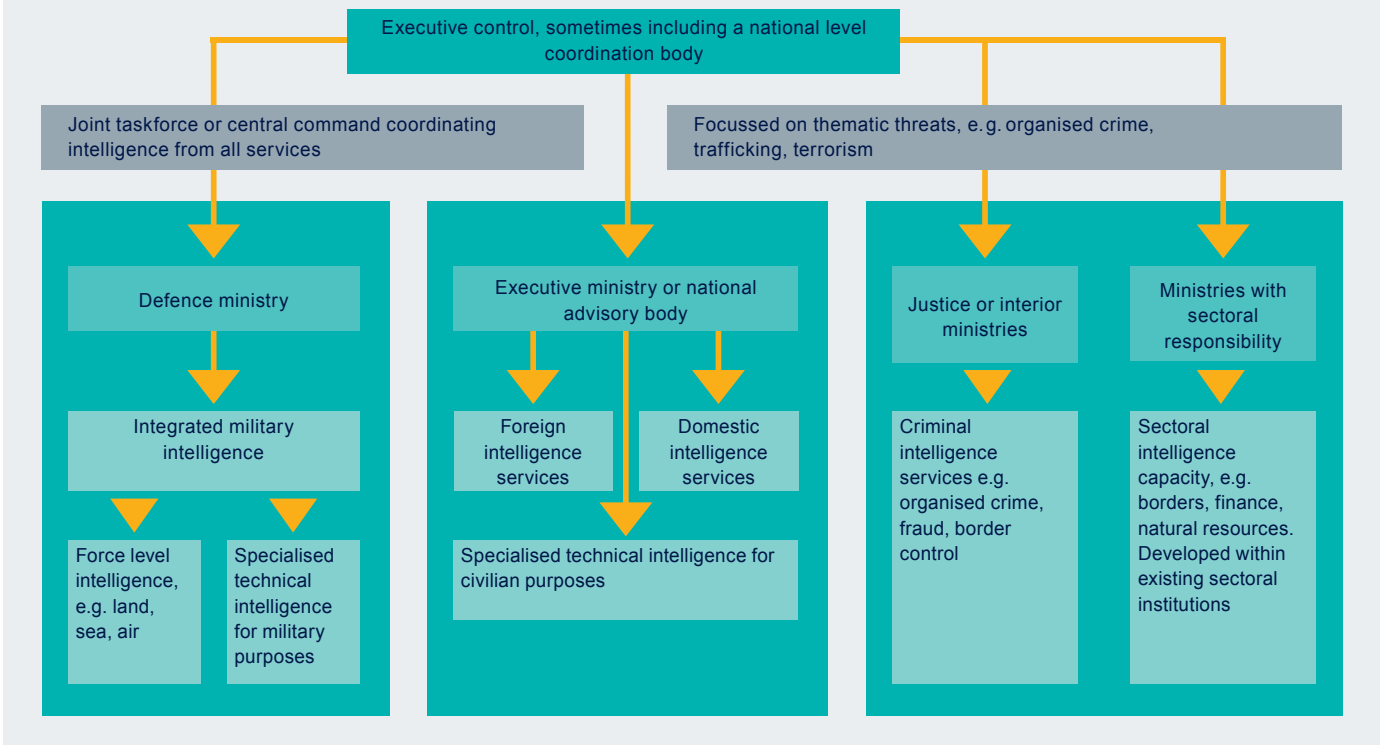 Executive control, sometimes including a national level
coordination body
Joint taskforce or central command coordinating
intelligence from all services
Focussed on thematic threats, e.g. organised crime,
trafficking, terrorism
Defence ministry
Integrated military
intelligence
Force level
intelligence,
e.g. land,
sea, air
Specialised
technical
intelligence
for military
purposes
Executive ministry or national
advisory body
Foreign
intelligence
services
Domestic
intelligence
services
Specialised technical intelligence for
civilian purposes
Justice or interior
ministries
Criminal
intelligence
services e.g.
organised crime,
fraud, border
control
Ministries with
sectoral
responsibility
Sectoral
intelligence
capacity, e.g.
borders, finance,
natural resources.
Developed within
existing sectoral
institutions